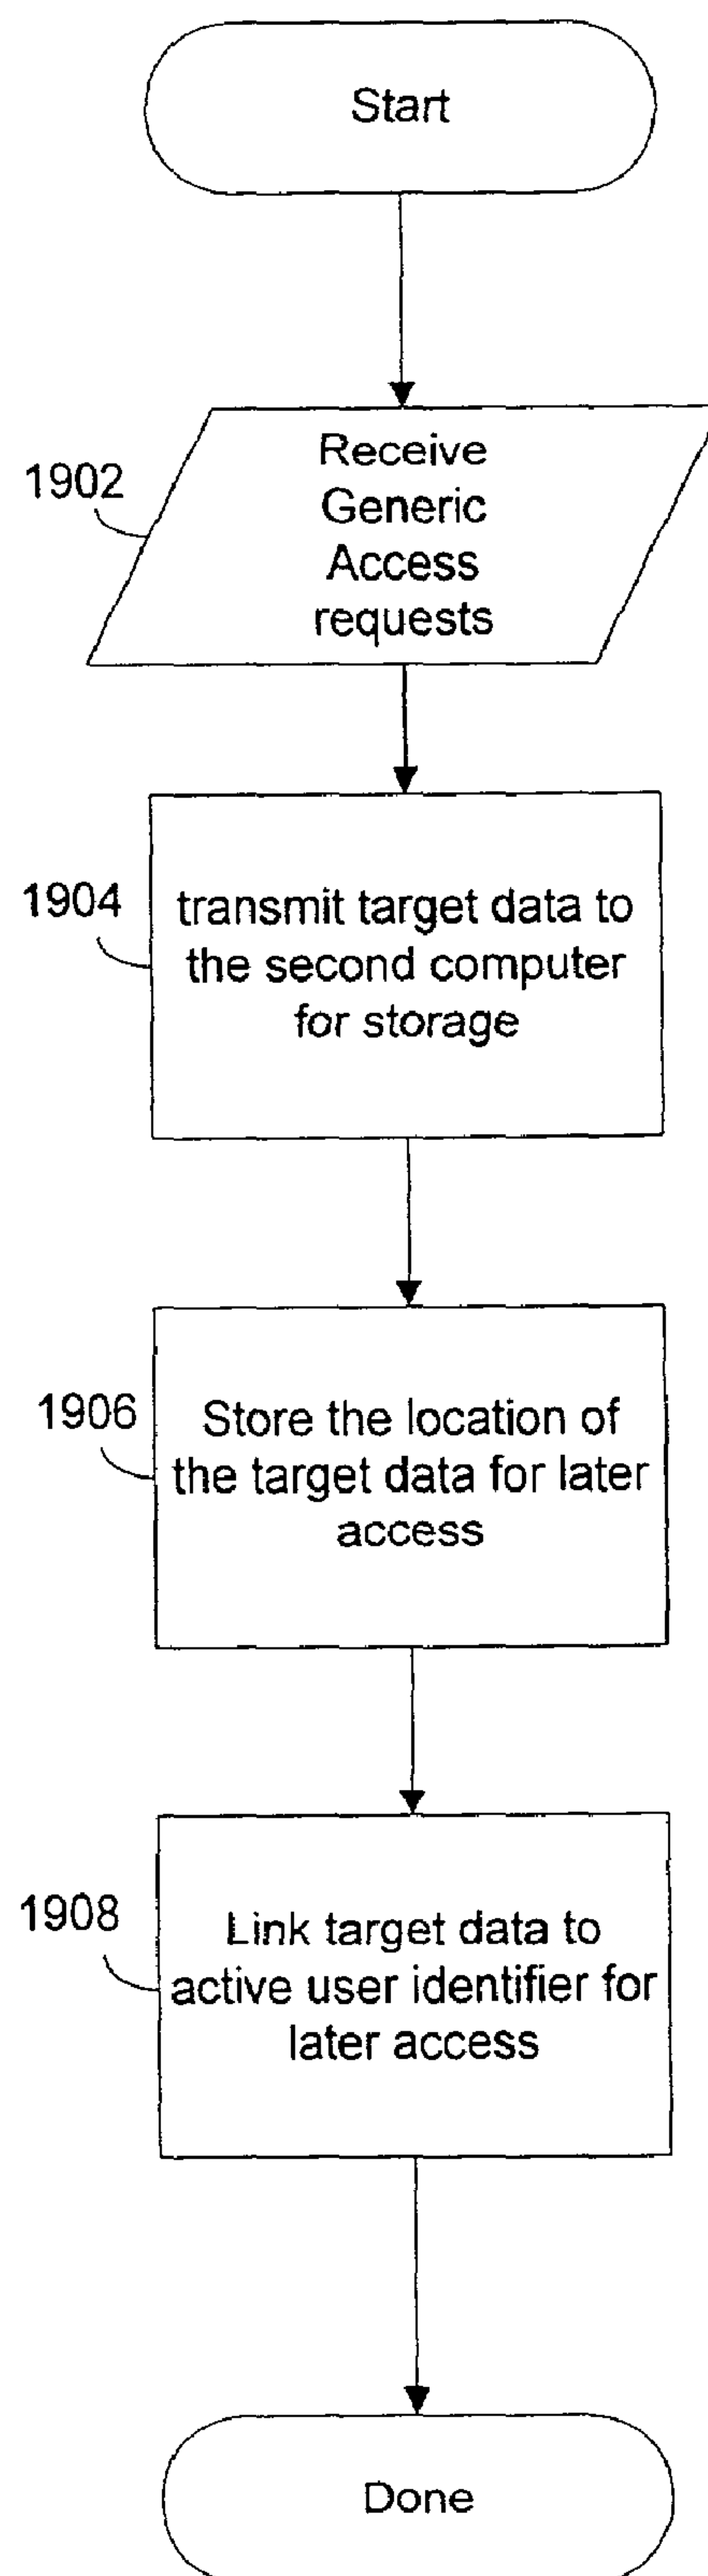 Start
1902
Receive
Generic
Access
requests
1904
transmit target data to
the second computer
for storage
1906
Store the location of
the target data for later
access
1908
Link target data to
active user identifier for
later access
Done